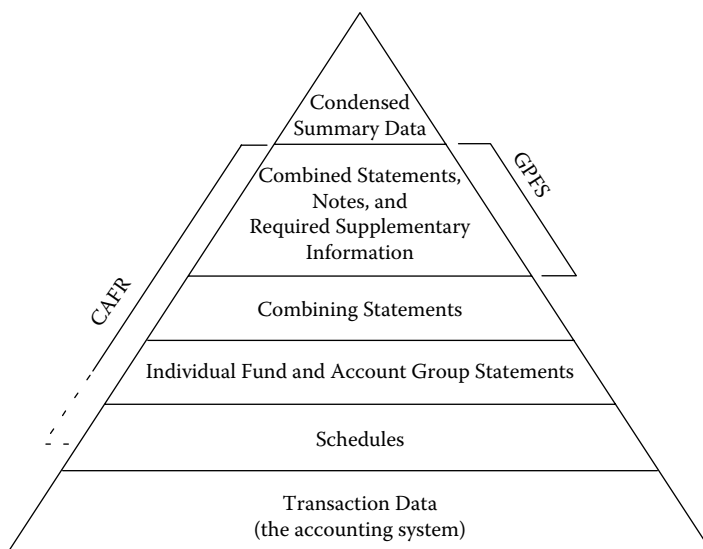 Condensed
Summary Data
GPFS
Combined Statements,
Notes, and
Required Supplementary
Information
CAFR
Combining Statements
Individual Fund and Account Group Statements
Schedules
Transaction Data
(the accounting system)